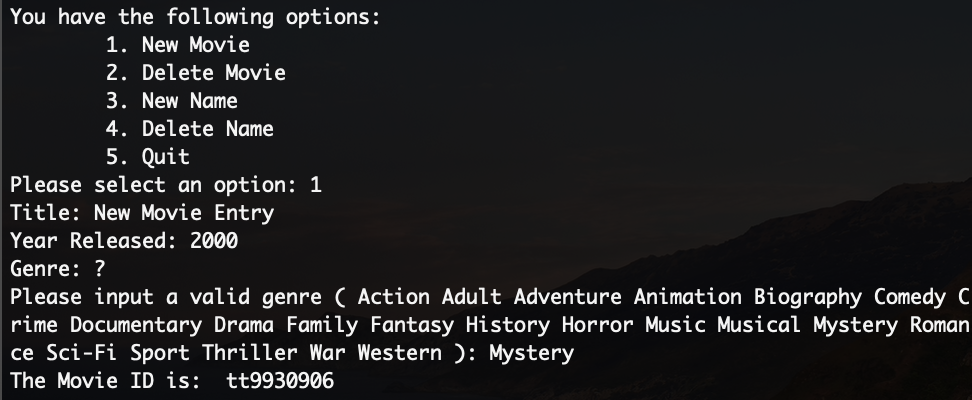 You have the following options:
1. New Movie
2. Delete Movie
3. New Name
4. Delete Name
5. Quit
Please select an option: 1
Title: New Movie Entry
Year Released: 2000
Genre: ?
Please input a valid genre ( Action Adult Adventure Animation Biography Comedy C
rime Documentary Drama Family Fantasy History Horror Music Musical Mystery Roman
ce Sci-Fi Sport Thriller War Western ): Mystery
The Movie ID is:  tt9930906